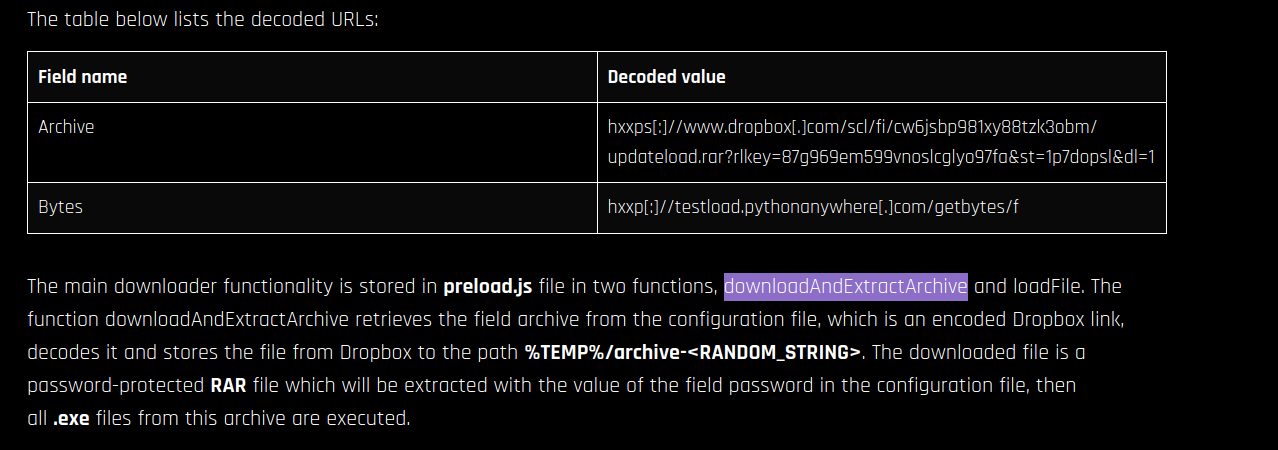 The table below lists the decoded URLs:
Field name
Decoded value
Archive
hxxps[:]//www.dropbox[.]com/scl/fi/cw6jsbp981xy88tzk3obm/
updateload.rar?rlkey=87g969em599vnoslcglyo97fa&st=1p7dopsl&dl=1
Bytes
hxxp[:]//testload.pythonanywhere[.]com/getbytes/f
The main downloader functionality is stored in preload.js file in two functions, downloadAndExtractArchive and loadFile. The
function downloadAndExtractArchive retrieves the field archive from the configuration file, which is an encoded Dropbox link,
decodes it and stores the file from Dropbox to the path %TEMP%/archive-<RANDOM_STRING>. The downloaded file is a
password-protected RAR file which will be extracted with the value of the field password in the configuration file, then
all .exe files from this archive are executed.